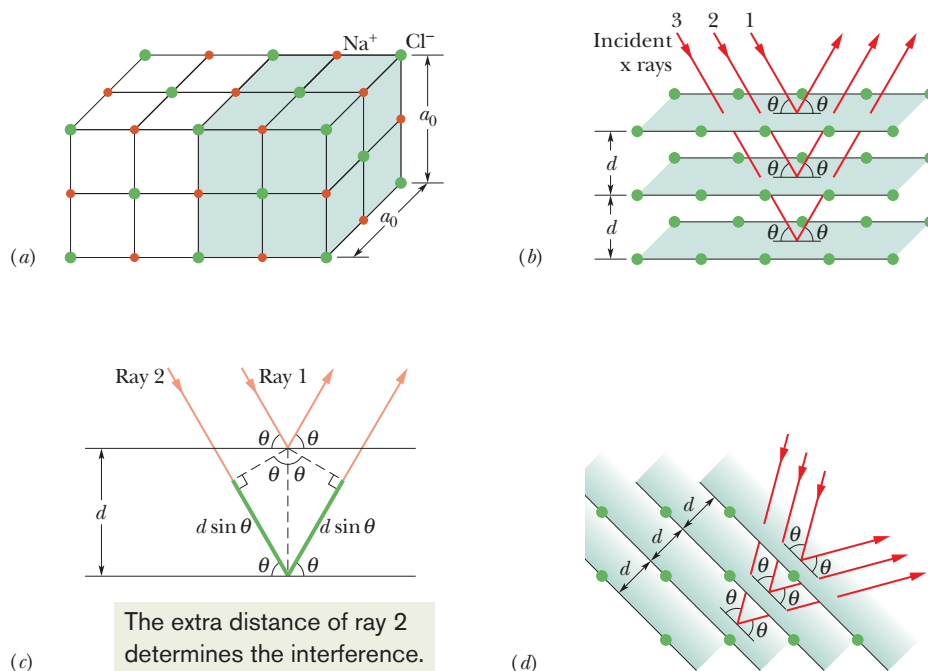 Na⁺ Cl⁻
a₀
a₀
(a)
3 2 1
Incident
x rays
θ θ
d
θ θ
d
θ θ
(b)
Ray 2 Ray 1
θ θ
θ θ
d
d sin θ d sin θ
θ θ
The extra distance of ray 2
determines the interference.
(c)
d
d
d
θ
θ
θ
θ
θ
θ
(d)